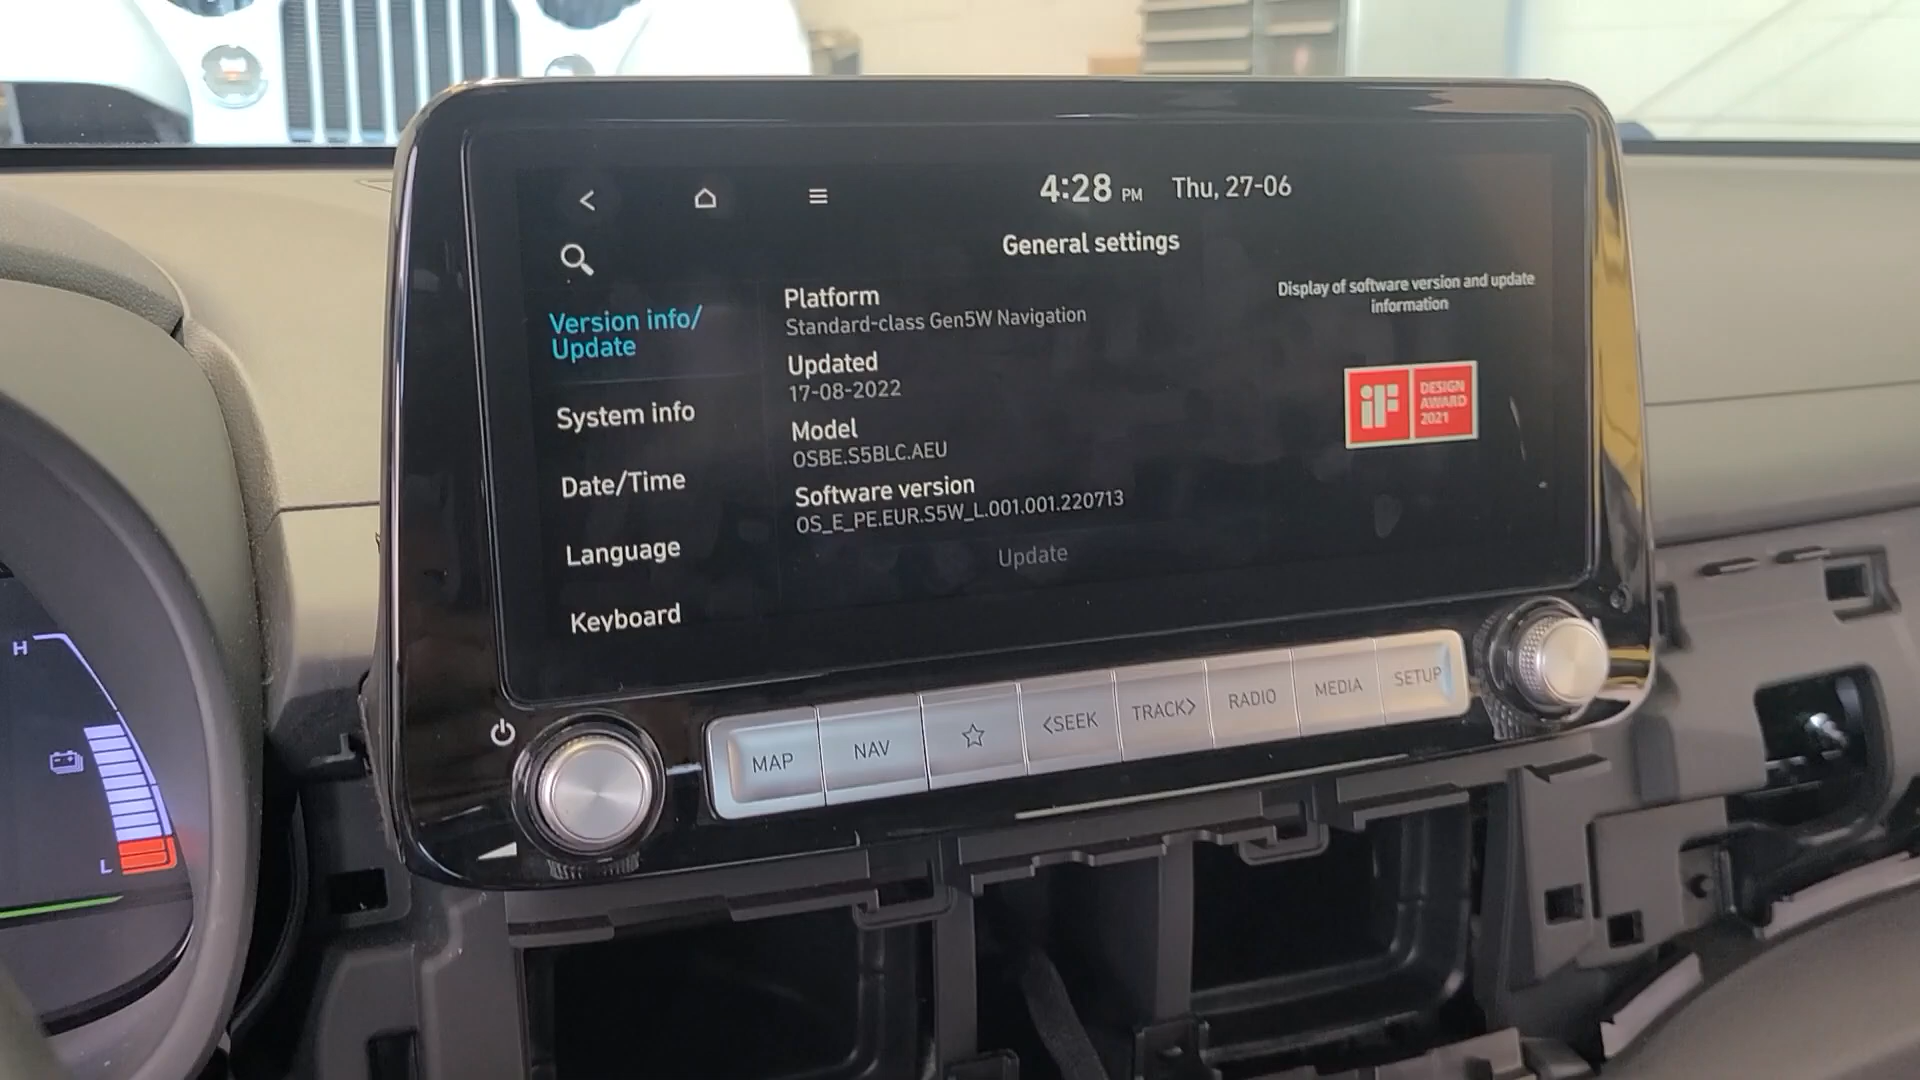 4:28 PM Thu, 27-06
General settings
Version info/
Update
System info
Date/Time
Language
Keyboard
Platform
Standard-class Gen5W Navigation
Updated
17-08-2022
Model
OSBE.S5BLC.AEU
Software version
OS_E_PE.EUR.S5W_L.001.001.220713
Update
Display of software version and update
information
iF
DESIGN
AWARD
2021
MAP
NAV
<SEEK
TRACK>
RADIO
MEDIA
SETUP
H
L